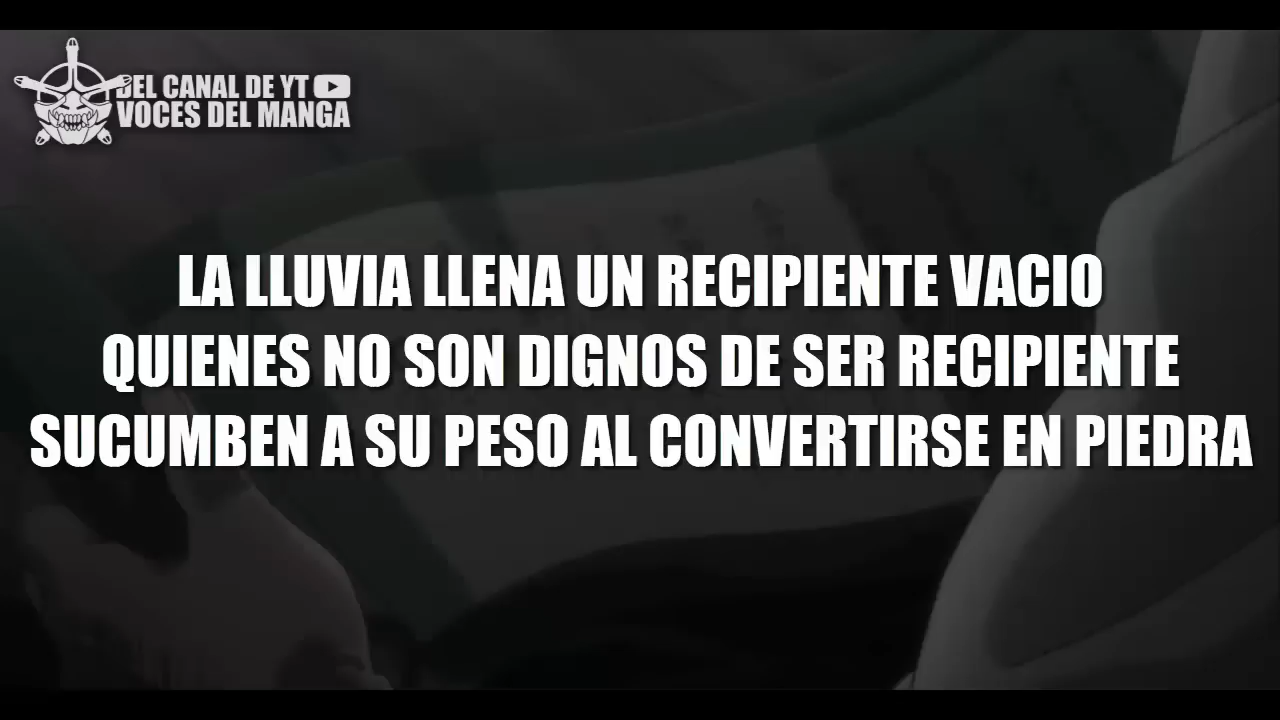 DEL CANAL DE YT
VOCES DEL MANGA
LA LLUVIA LLENA UN RECIPIENTE VACIO
QUIENES NO SON DIGNOS DE SER RECIPIENTE
SUCUMBEN A SU PESO AL CONVERTIRSE EN PIEDRA